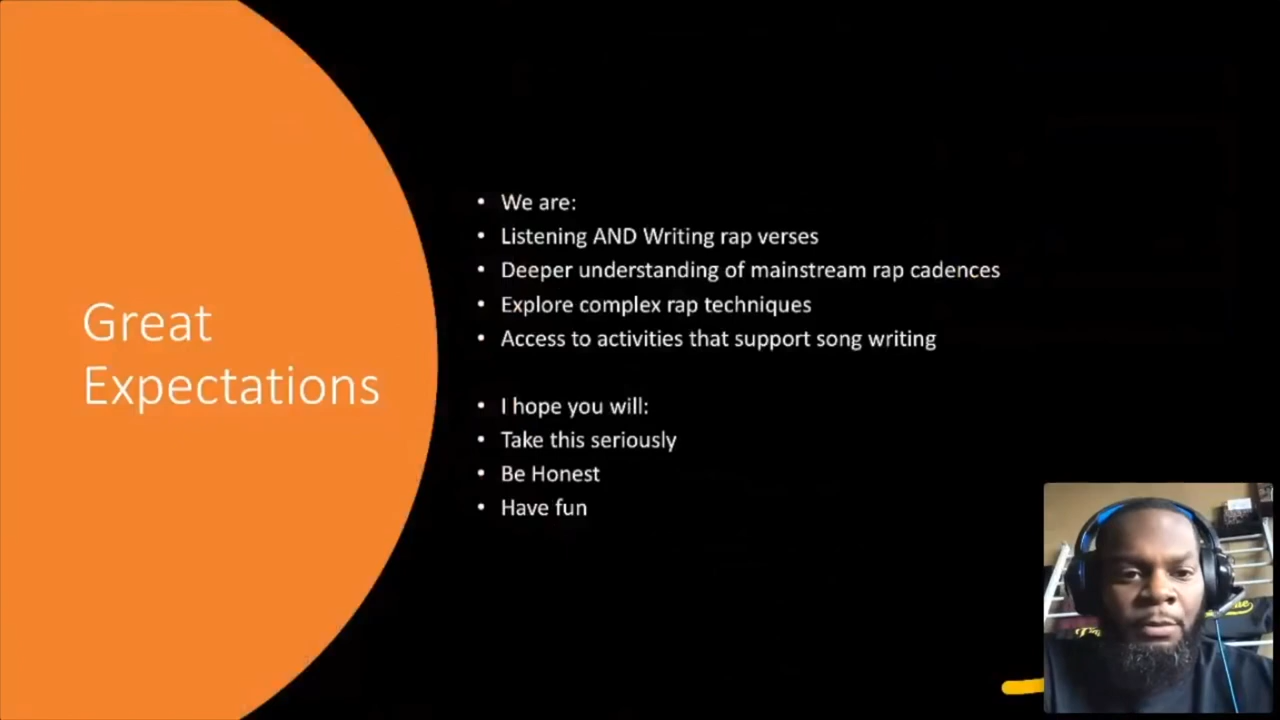 Great
Expectations
• We are:
• Listening AND Writing rap verses
• Deeper understanding of mainstream rap cadences
• Explore complex rap techniques
• Access to activities that support song writing
• I hope you will:
• Take this seriously
• Be Honest
• Have fun